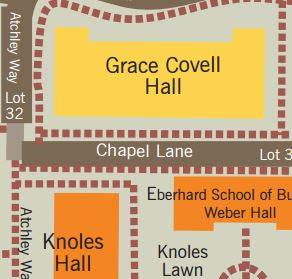 Atchley Way
Lot
32
Grace Covell
Hall
Chapel Lane
Lot 3
Eberhard School of Bu
Weber Hall
Atchley Wa
Knoles
Hall
Knoles
Lawn